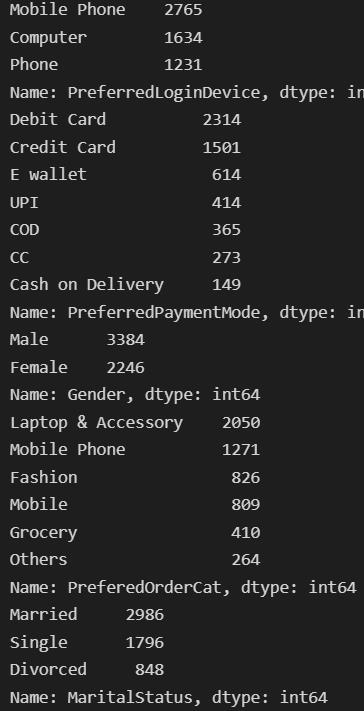 Mobile Phone    2765
Computer        1634
Phone           1231
Name: PreferredLoginDevice, dtype: in
Debit Card          2314
Credit Card         1501
E wallet             614
UPI                  414
COD                  365
CC                   273
Cash on Delivery     149
Name: PreferredPaymentMode, dtype: in
Male      3384
Female    2246
Name: Gender, dtype: int64
Laptop & Accessory    2050
Mobile Phone          1271
Fashion                826
Mobile                 809
Grocery                410
Others                 264
Name: PreferedOrderCat, dtype: int64
Married     2986
Single      1796
Divorced     848
Name: MaritalStatus, dtype: int64